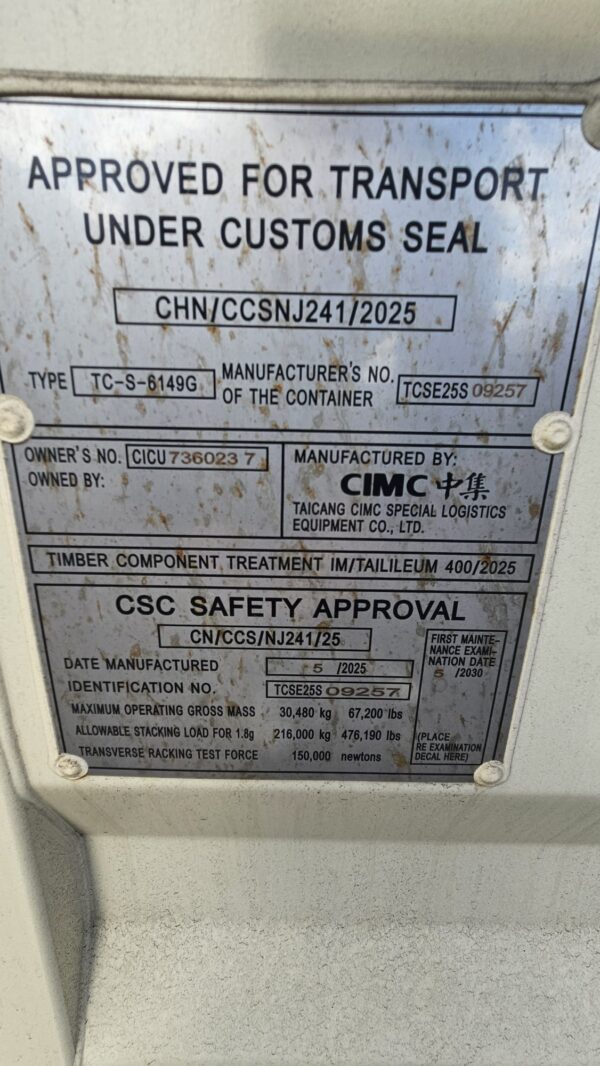 APPROVED FOR TRANSPORT
UNDER CUSTOMS SEAL
CHN/CCSNJ241/2025
TYPE TC-S-6149G
MANUFACTURER'S NO.
OF THE CONTAINER
TCSE25S 09257
OWNER'S NO. CICU 736023 7
OWNED BY:
MANUFACTURED BY:
CIMC 中集
TAICANG CIMC SPECIAL LOGISTICS
EQUIPMENT CO., LTD.
TIMBER COMPONENT TREATMENT IM/TAILILEUM 400/2025
CSC SAFETY APPROVAL
CN/CCS/NJ241/25
DATE MANUFACTURED 5 /2025
IDENTIFICATION NO. TCSE25S 09257
MAXIMUM OPERATING GROSS MASS 30,480 kg 67,200 lbs
ALLOWABLE STACKING LOAD FOR 1.8g 216,000 kg 476,190 lbs
TRANSVERSE RACKING TEST FORCE 150,000 newtons
FIRST MAINTE-
NANCE EXAMI-
NATION DATE
5 /2030
(PLACE
RE EXAMINATION
DECAL HERE)